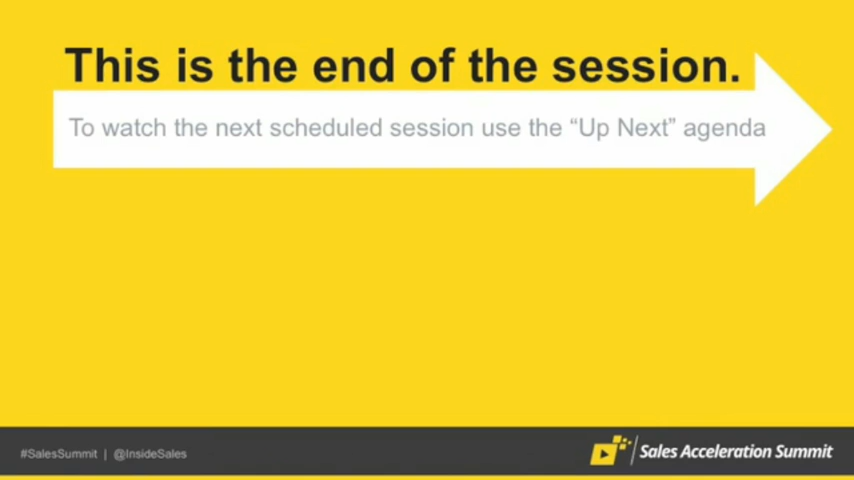 This is the end of the session.
To watch the next scheduled session use the “Up Next” agenda
#SalesSummit | @InsideSales
Sales Acceleration Summit